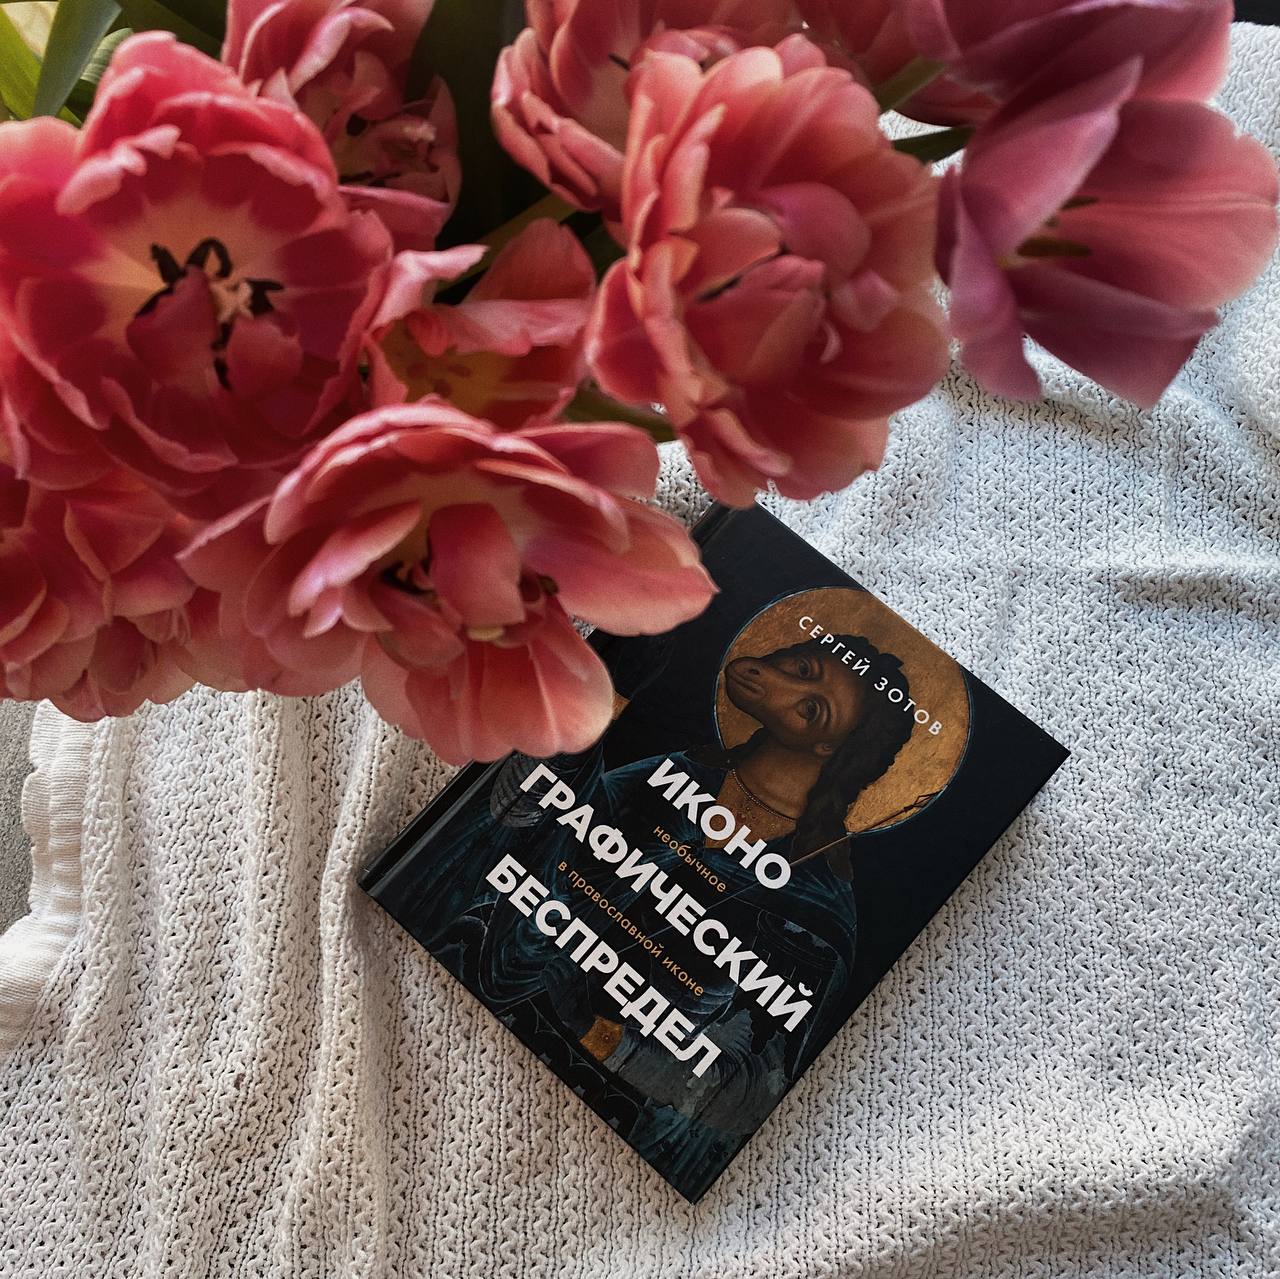 СЕРГЕЙ ЗОТОВ
ИКОНО
необычное
ГРАФИЧЕСКИЙ
в православной иконе
БЕСПРЕДЕЛ